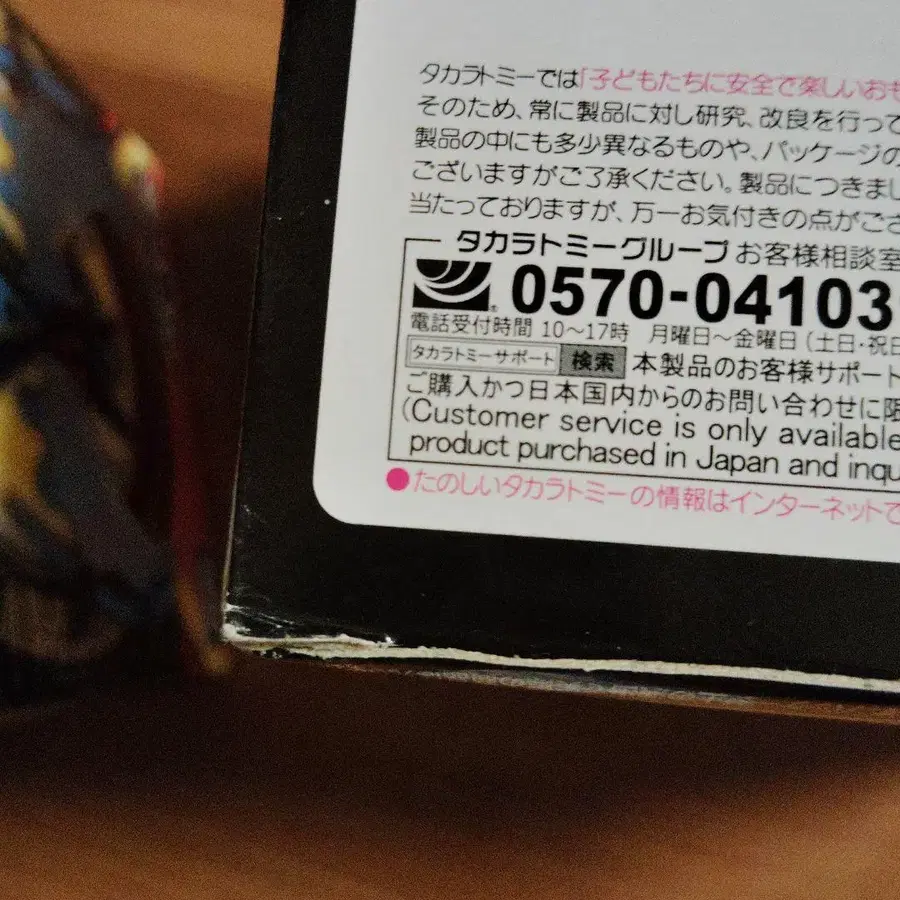 タカラトミーでは「子どもたちに安全で楽しいおも
そのため、常に製品に対し研究、改良を行って
製品の中にも多少異なるものや、パッケージの
ございますがご了承ください。製品につきまし
当たっておりますが、万一お気付きの点がござ
タカラトミーグループ お客様相談室
0570-04103
電話受付時間 10～17時 月曜日～金曜日(土日・祝日
タカラトミーサポート 検索 本製品のお客様サポート
ご購入かつ日本国内からのお問い合わせに限
(Customer service is only available
product purchased in Japan and inqu
●たのしいタカラトミーの情報はインターネットで